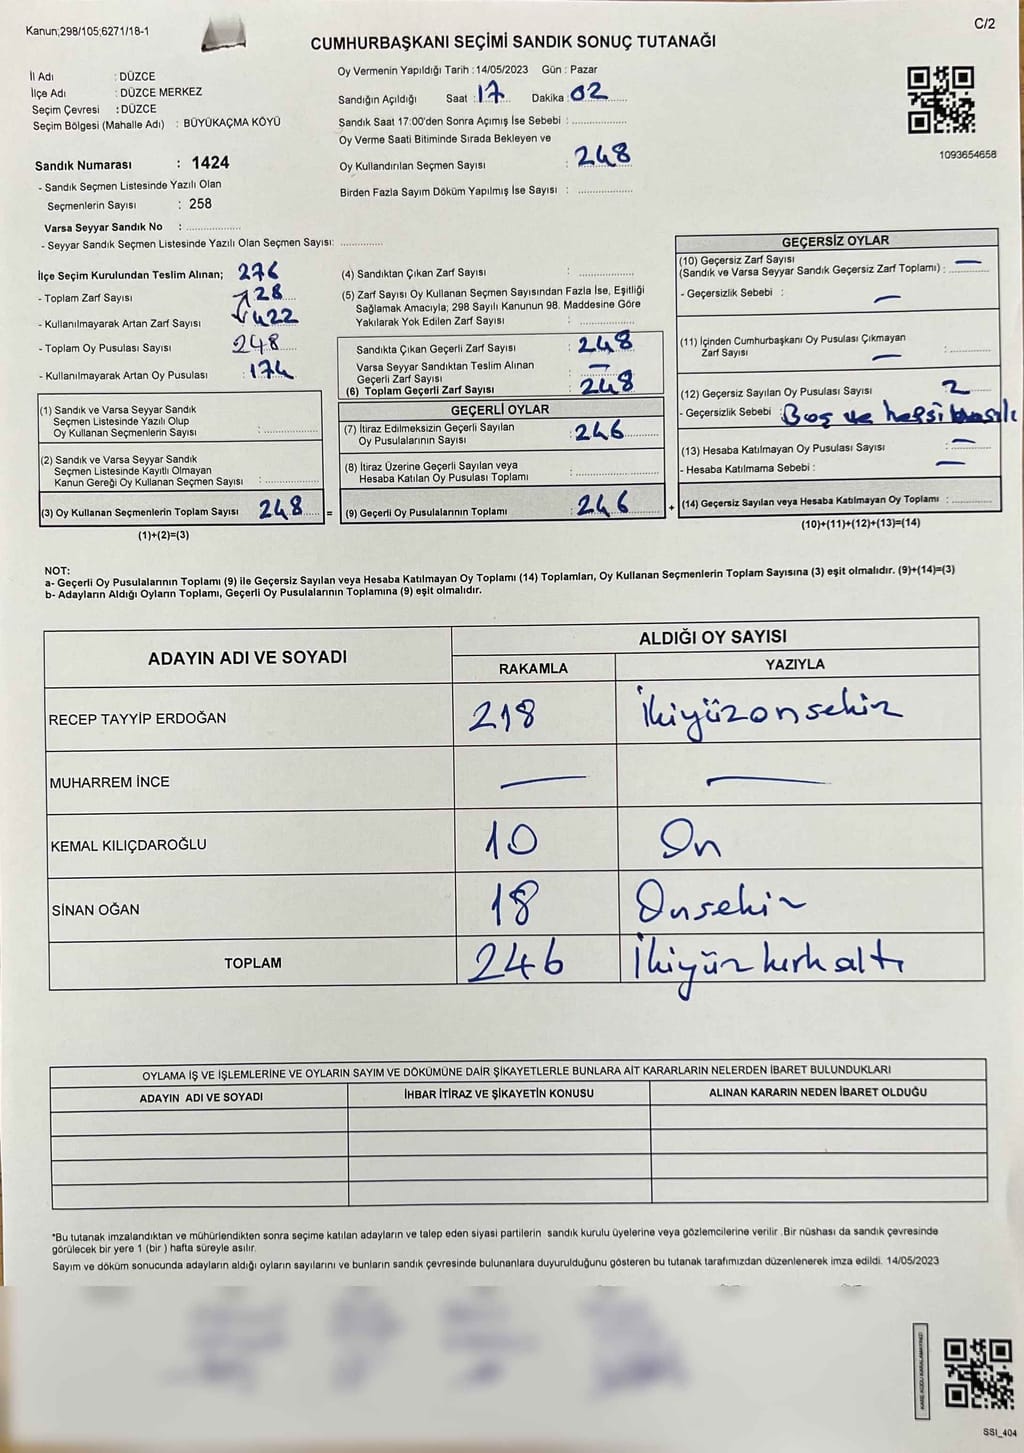 Kanun;298/105;6271/18-1
C/2
CUMHURBAŞKANI SEÇİMİ SANDIK SONUÇ TUTANAĞI
İl Adı : DÜZCE
İlçe Adı : DÜZCE MERKEZ
Seçim Çevresi : DÜZCE
Seçim Bölgesi (Mahalle Adı) : BÜYÜKAÇMA KÖYÜ
Sandık Numarası : 1424
- Sandık Seçmen Listesinde Yazılı Olan
Seçmenlerin Sayısı : 258
Varsa Seyyar Sandık No : ..................
- Seyyar Sandık Seçmen Listesinde Yazılı Olan Seçmen Sayısı: ..............
Oy Vermenin Yapıldığı Tarih : 14/05/2023 Gün : Pazar
Sandığın Açıldığı Saat : 17 Dakika : 02
Sandık Saat 17:00'den Sonra Açımış İse Sebebi : ..................
Oy Verme Saati Bitiminde Sırada Bekleyen ve
Oy Kullandırılan Seçmen Sayısı : 248
Birden Fazla Sayım Döküm Yapılmış İse Sayısı : ..................
1093654658
İlçe Seçim Kurulundan Teslim Alınan; 276
- Toplam Zarf Sayısı 28
- Kullanılmayarak Artan Zarf Sayısı 422
- Toplam Oy Pusulası Sayısı 248
- Kullanılmayarak Artan Oy Pusulası : 174
(1) Sandık ve Varsa Seyyar Sandık
Seçmen Listesinde Yazılı Olup
Oy Kullanan Seçmenlerin Sayısı : ..................
(2) Sandık ve Varsa Seyyar Sandık
Seçmen Listesinde Kayıtlı Olmayan
Kanun Gereği Oy Kullanan Seçmen Sayısı : ..................
(3) Oy Kullanan Seçmenlerin Toplam Sayısı 248 =
(1)+(2)=(3)
(4) Sandıktan Çıkan Zarf Sayısı : ..................
(5) Zarf Sayısı Oy Kullanan Seçmen Sayısından Fazla İse, Eşitliği
Sağlamak Amacıyla; 298 Sayılı Kanunun 98. Maddesine Göre
Yakılarak Yok Edilen Zarf Sayısı : ..................
Sandıkta Çıkan Geçerli Zarf Sayısı : 248
Varsa Seyyar Sandıktan Teslim Alınan
Geçerli Zarf Sayısı : —
(6) Toplam Geçerli Zarf Sayısı : 248
GEÇERLİ OYLAR
(7) İtiraz Edilmeksizin Geçerli Sayılan
Oy Pusulalarının Sayısı : 246
(8) İtiraz Üzerine Geçerli Sayılan veya
Hesaba Katılan Oy Pusulası Toplamı : ..................
(9) Geçerli Oy Pusulalarının Toplamı : 246 +
GEÇERSİZ OYLAR
(10) Geçersiz Zarf Sayısı
(Sandık ve Varsa Seyyar Sandık Geçersiz Zarf Toplamı) : —
- Geçersizlik Sebebi : —
(11) İçinden Cumhurbaşkanı Oy Pusulası Çıkmayan
Zarf Sayısı — : ..................
(12) Geçersiz Sayılan Oy Pusulası Sayısı 2
- Geçersizlik Sebebi : Boş ve hepsi basılı
(13) Hesaba Katılmayan Oy Pusulası Sayısı : —
- Hesaba Katılmama Sebebi : —
(14) Geçersiz Sayılan veya Hesaba Katılmayan Oy Toplamı : ..................
(10)+(11)+(12)+(13)=(14)
NOT:
a- Geçerli Oy Pusulalarının Toplamı (9) ile Geçersiz Sayılan veya Hesaba Katılmayan Oy Toplamı (14) Toplamları, Oy Kullanan Seçmenlerin Toplam Sayısına (3) eşit olmalıdır. (9)+(14)=(3)
b- Adayların Aldığı Oyların Toplamı, Geçerli Oy Pusulalarının Toplamına (9) eşit olmalıdır.
ADAYIN ADI VE SOYADI
ALDIĞI OY SAYISI
RAKAMLA YAZIYLA
RECEP TAYYİP ERDOĞAN 218 İkiyüzonsekiz
MUHARREM İNCE — —
KEMAL KILIÇDAROĞLU 10 On
SİNAN OĞAN 18 Onsekiz
TOPLAM 246 İkiyüzkırkaltı
OYLAMA İŞ VE İŞLEMLERİNE VE OYLARIN SAYIM VE DÖKÜMÜNE DAİR ŞİKAYETLERLE BUNLARA AİT KARARLARIN NELERDEN İBARET BULUNDUKLARI
ADAYIN ADI VE SOYADI İHBAR İTİRAZ VE ŞİKAYETİN KONUSU ALINAN KARARIN NEDEN İBARET OLDUĞU
*Bu tutanak imzalandıktan ve mühürlendikten sonra seçime katılan adayların ve talep eden siyasi partilerin sandık kurulu üyelerine veya gözlemcilerine verilir .Bir nüshası da sandık çevresinde
görülecek bir yere 1 (bir ) hafta süreyle asılır.
Sayım ve döküm sonucunda adayların aldığı oyların sayılarını ve bunların sandık çevresinde bulunanlara duyurulduğunu gösteren bu tutanak tarafımızdan düzenlenerek imza edildi. 14/05/2023
KARE KODU KARALAMAYINIZ!
SSI_404